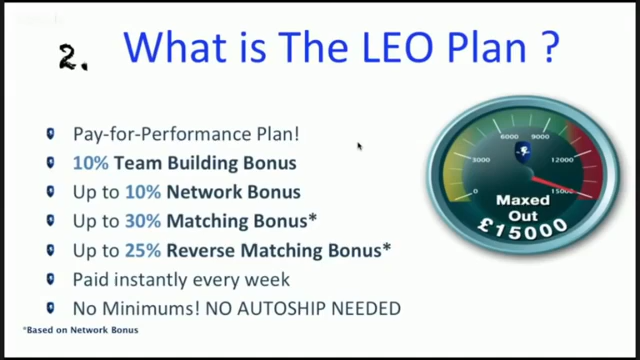 2. What is The LEO Plan ?
Pay-for-Performance Plan!
10% Team Building Bonus
Up to 10% Network Bonus
Up to 30% Matching Bonus*
Up to 25% Reverse Matching Bonus*
Paid instantly every week
No Minimums! NO AUTOSHIP NEEDED
*Based on Network Bonus
0
3000
6000
9000
12000
15000
Maxed
Out
£15000